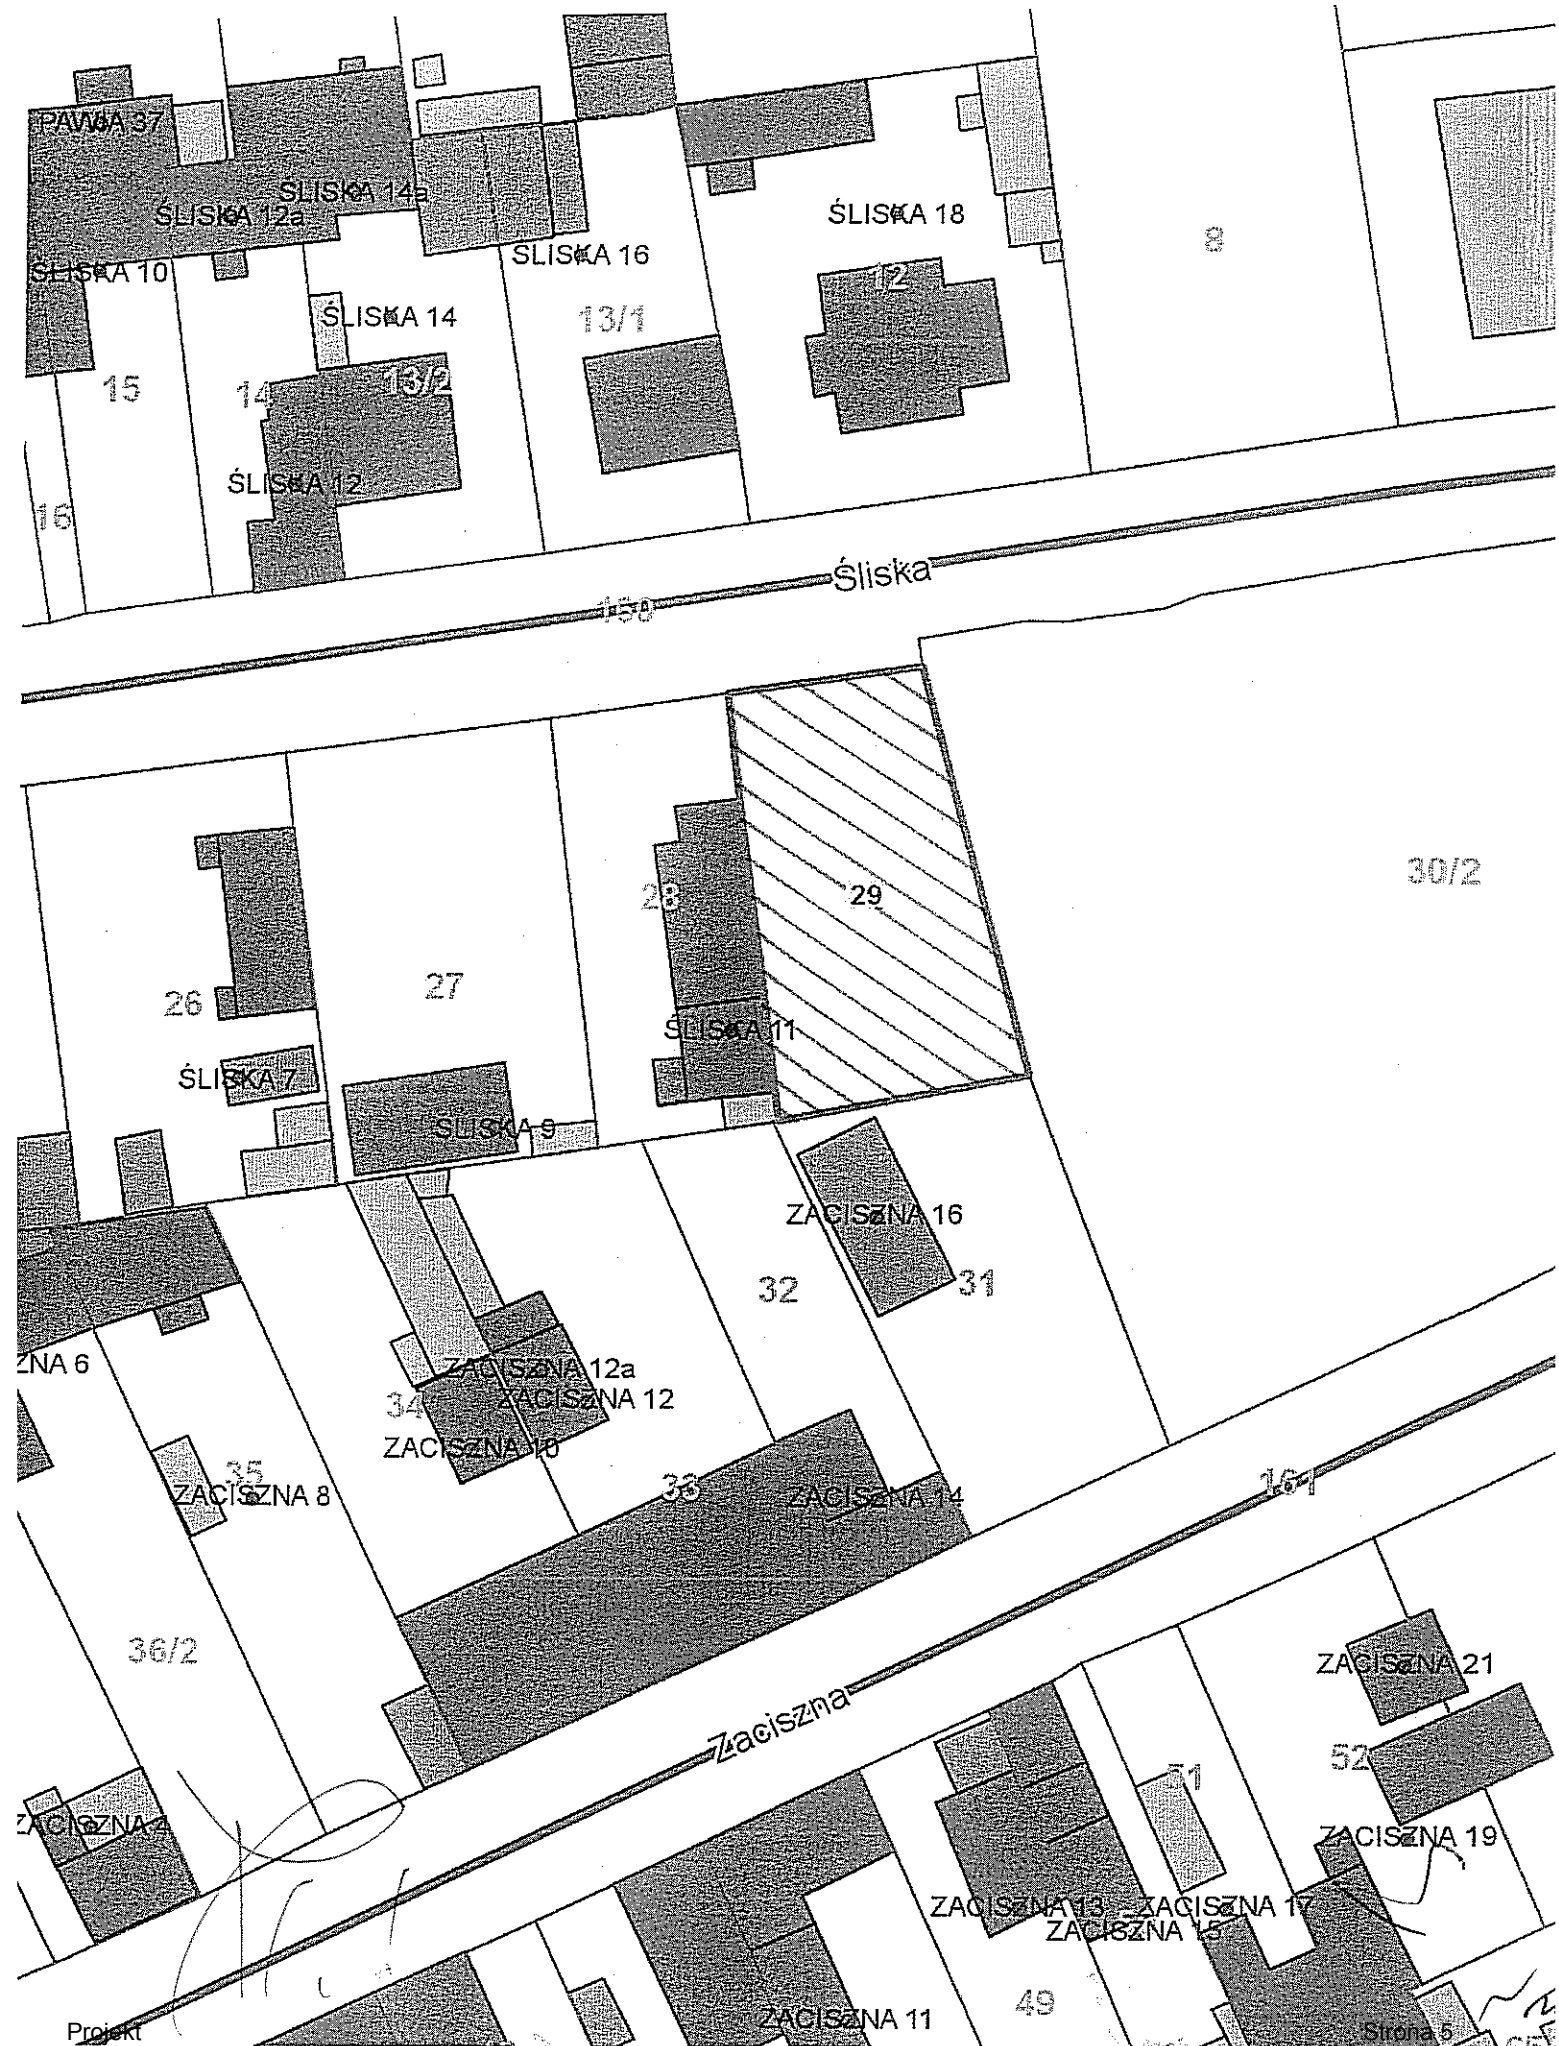 PAWIA 37
ŚLISKA 14a
ŚLISKA 12a
ŚLISKA 18
8
ŚLISKA 16
ŚLISKA 10
12
ŚLISKA 14
13/1
15
14
13/2
ŚLISKA 12
16
Śliska
160
28
29
30/2
26
27
ŚLISKA 11
ŚLISKA 7
ŚLISKA 9
ZACISZNA 16
32
31
ZNA 6
ZACISZNA 12a
34
ZACISZNA 12
ZACISZNA 10
35
ZACISZNA 8
33
ZACISZNA 14
161
36/2
ZACISZNA 21
Zaciszna
52
51
ZACISZNA 4
ZACISZNA 19
ZACISZNA 13
ZACISZNA 17
ZACISZNA 15
49
ZACISZNA 11
Projekt
Strona 5